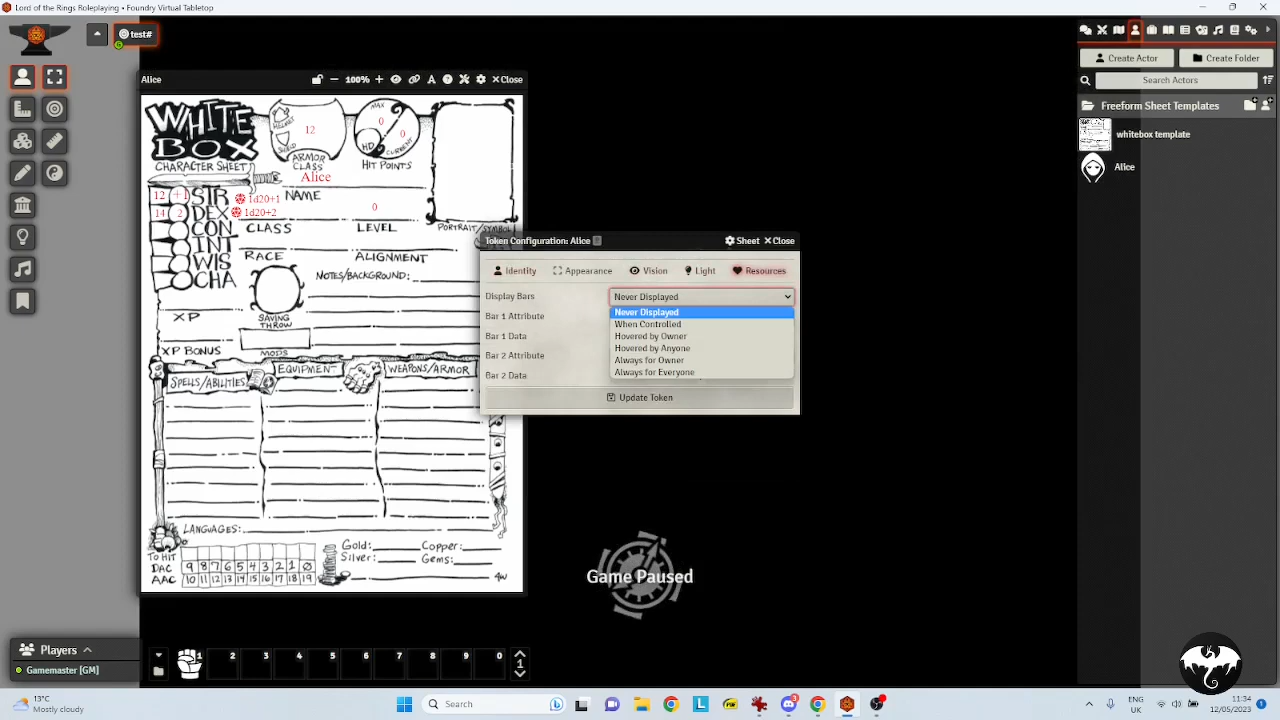 Lord of the Rings Roleplaying • Foundry Virtual Tabletop
test#
G
Alice
100%
Close
WHITE
BOX
CHARACTER SHEET
HELMET
SHIELD
12
ARMOR
CLASS
MAX
0
0
HD
CURRENT
HIT POINTS
Alice
NAME
12 +1 STR 1d20+1
14 2 DEX 1d20+2
CON
INT
WIS
CHA
0
CLASS
LEVEL
PORTRAIT/SYMBOL
RACE
ALIGNMENT
NOTES/BACKGROUND:
SAVING
THROW
XP
XP BONUS
MODS
SPELLS/ABILITIES
EQUIPMENT
WEAPONS/ARMOR
LANGUAGES:
TO HIT
DAC 9 8 7 6 5 4 3 2 1 0
AAC 10 11 12 13 14 15 16 17 18 19
Gold: Copper:
Silver: Gems:
Token Configuration: Alice
Sheet
Close
Identity
Appearance
Vision
Light
Resources
Display Bars
Never Displayed
Never Displayed
When Controlled
Hovered by Owner
Hovered by Anyone
Always for Owner
Always for Everyone
Bar 1 Attribute
Bar 1 Data
Bar 2 Attribute
Bar 2 Data
Update Token
Game Paused
Create Actor
Create Folder
Search Actors
Freeform Sheet Templates
whitebox template
Alice
Players
Gamemaster [GM]
1 2 3 4 5 6 7 8 9 0
1
13°C
Mostly cloudy
Search
3
ENG
UK
11:34
12/05/2023
1